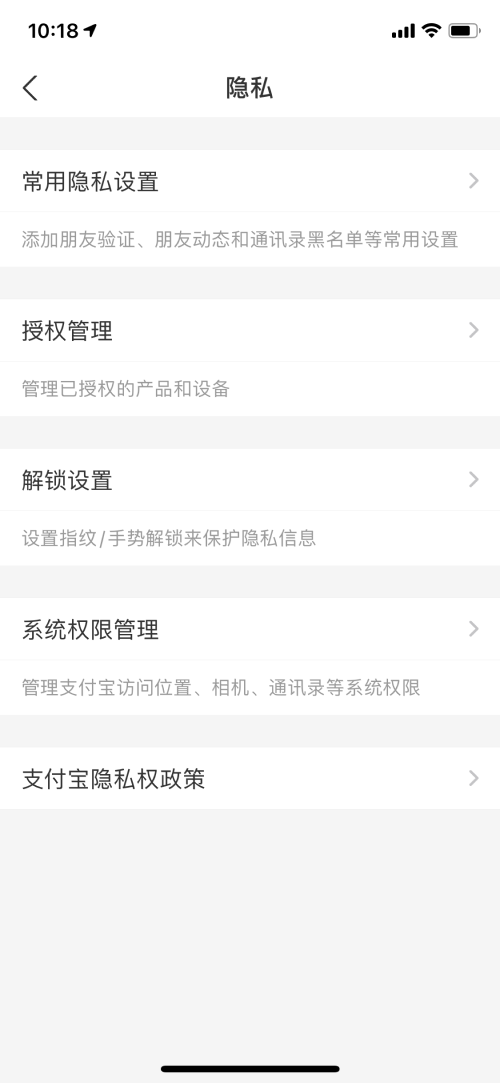 10:18
隐私
常用隐私设置
添加朋友验证、朋友动态和通讯录黑名单等常用设置
授权管理
管理已授权的产品和设备
解锁设置
设置指纹/手势解锁来保护隐私信息
系统权限管理
管理支付宝访问位置、相机、通讯录等系统权限
支付宝隐私权政策